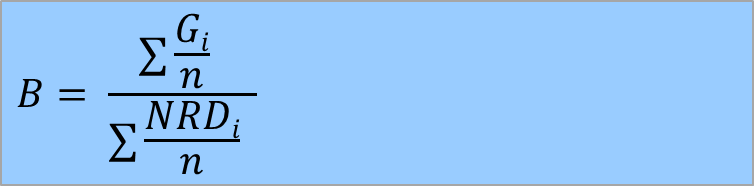 B = (∑ G_i/n) / (∑ NRD_i/n)